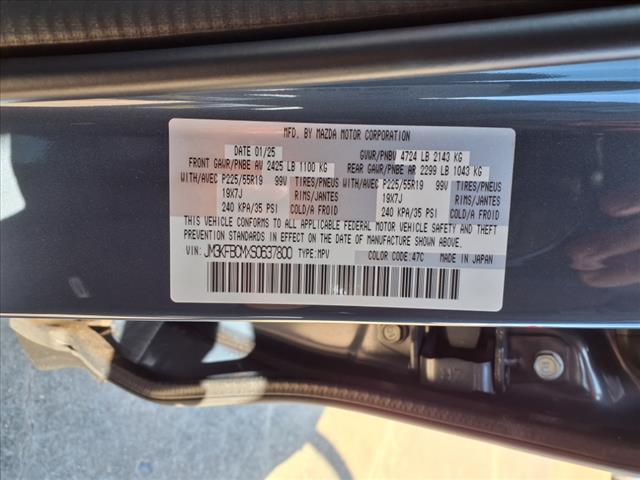 MFD. BY MAZDA MOTOR CORPORATION
DATE 01/25 GVWR/PNBV 4724 LB 2143 KG
FRONT GAWR/PNBE AV 2425 LB 1100 KG REAR GAWR/PNBE AR 2299 LB 1043 KG
WITH/AVEC P225/55R19 99V TIRES/PNEUS WITH/AVEC P225/55R19 99V TIRES/PNEUS
19X7J RIMS/JANTES 19X7J RIMS/JANTES
240 KPA/35 PSI COLD/A FROID 240 KPA/35 PSI COLD/A FROID
THIS VEHICLE CONFORMS TO ALL APPLICABLE FEDERAL MOTOR VEHICLE SAFETY AND THEFT
PREVENTION STANDARDS IN EFFECT ON THE DATE OF MANUFACTURE SHOWN ABOVE.
VIN: JM3KFBCMXS0637800 TYPE: MPV COLOR CODE: 47C MADE IN JAPAN